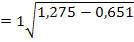 = 1√1,275 − 0,651